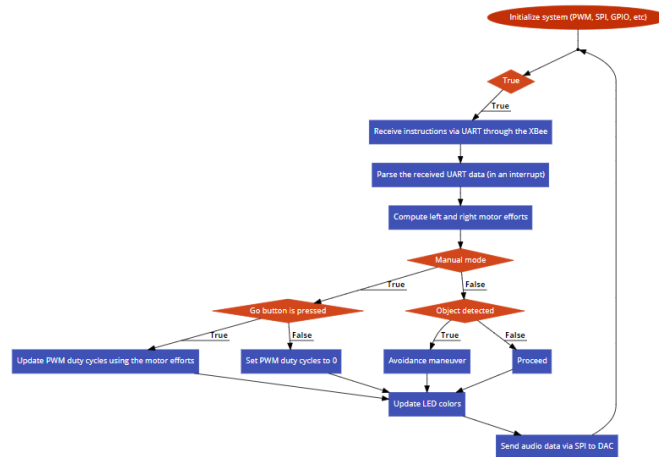 Initialize system (PWM, SPI, GPIO, etc)
True
True
Receive instructions via UART through the XBee
Parse the received UART data (in an interrupt)
Compute left and right motor efforts
Manual mode
True
False
Go button is pressed
Object detected
True
False
True
False
Update PWM duty cycles using the motor efforts
Set PWM duty cycles to 0
Avoidance maneuver
Proceed
Update LED colors
Send audio data via SPI to DAC